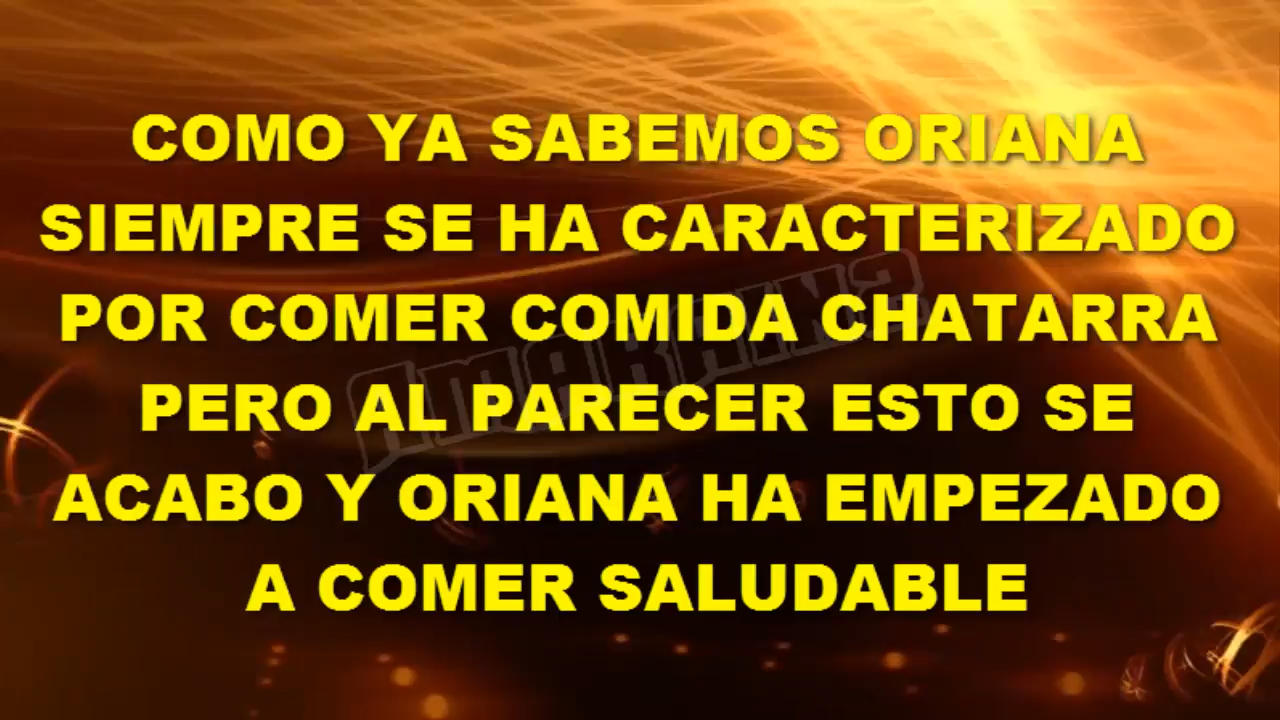 COMO YA SABEMOS ORIANA
SIEMPRE SE HA CARACTERIZADO
POR COMER COMIDA CHATARRA
PERO AL PARECER ESTO SE
ACABO Y ORIANA HA EMPEZADO
A COMER SALUDABLE